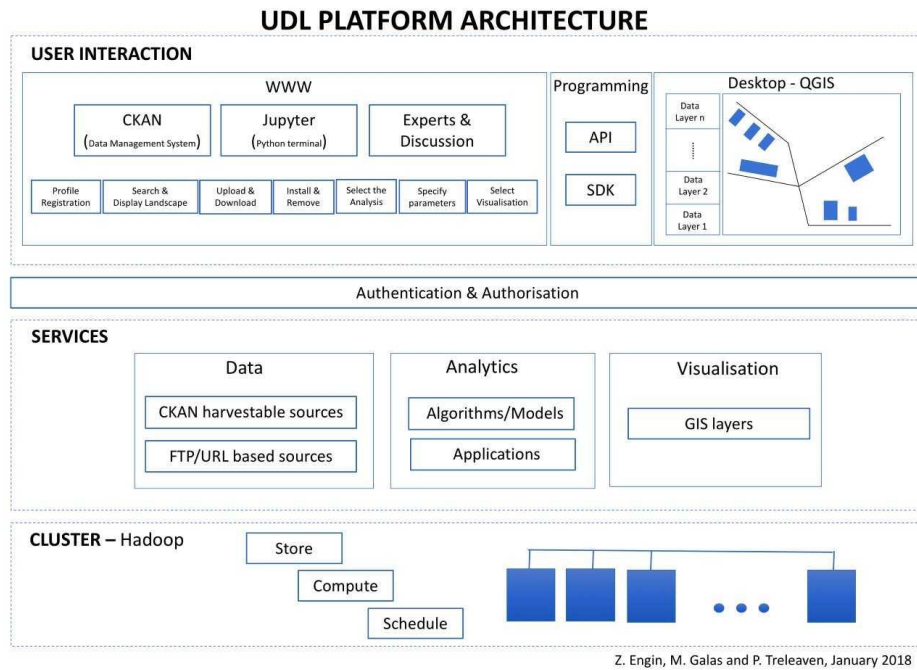 UDL PLATFORM ARCHITECTURE
USER INTERACTION
WWW
CKAN
(Data Management System)
Jupyter
(Python terminal)
Experts &
Discussion
Profile
Registration
Search &
Display Landscape
Upload &
Download
Install &
Remove
Select the
Analysis
Specify
parameters
Select
Visualisation
Programming
API
SDK
Desktop - QGIS
Data
Layer n
......
Data
Layer 2
Data
Layer 1
Authentication & Authorisation
SERVICES
Data
CKAN harvestable sources
FTP/URL based sources
Analytics
Algorithms/Models
Applications
Visualisation
GIS layers
CLUSTER – Hadoop
Store
Compute
Schedule
Z. Engin, M. Galas and P. Treleaven, January 2018